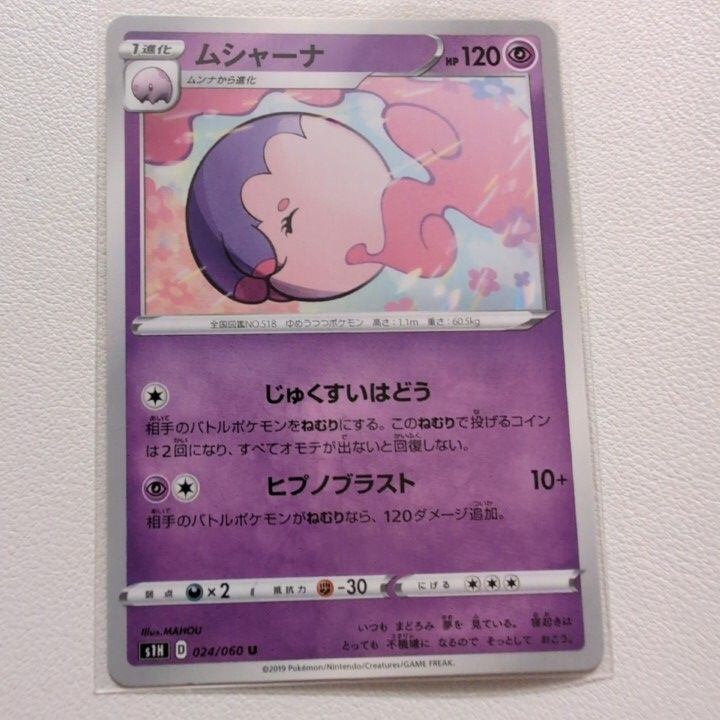 1進化
ムシャーナ
HP 120
ムンナから進化
全国図鑑NO.518 ゆめうつつポケモン 高さ:1.1m 重さ:60.5kg
じゅくすいはどう
相手のバトルポケモンをねむりにする。このねむりで投げるコイン
は2回になり、すべてオモテが出ないと回復しない。
ヒプノブラスト 10+
相手のバトルポケモンがねむりなら、120ダメージ追加。
弱点 ×2 抵抗力 -30 にげる
Illus.MAHOU
いつも まどろみ 夢を 見ている。 寝起きは
とっても 不機嫌に なるので そっとして おこう。
S1H D 024/060 U
©2019 Pokémon/Nintendo/Creatures/GAME FREAK.